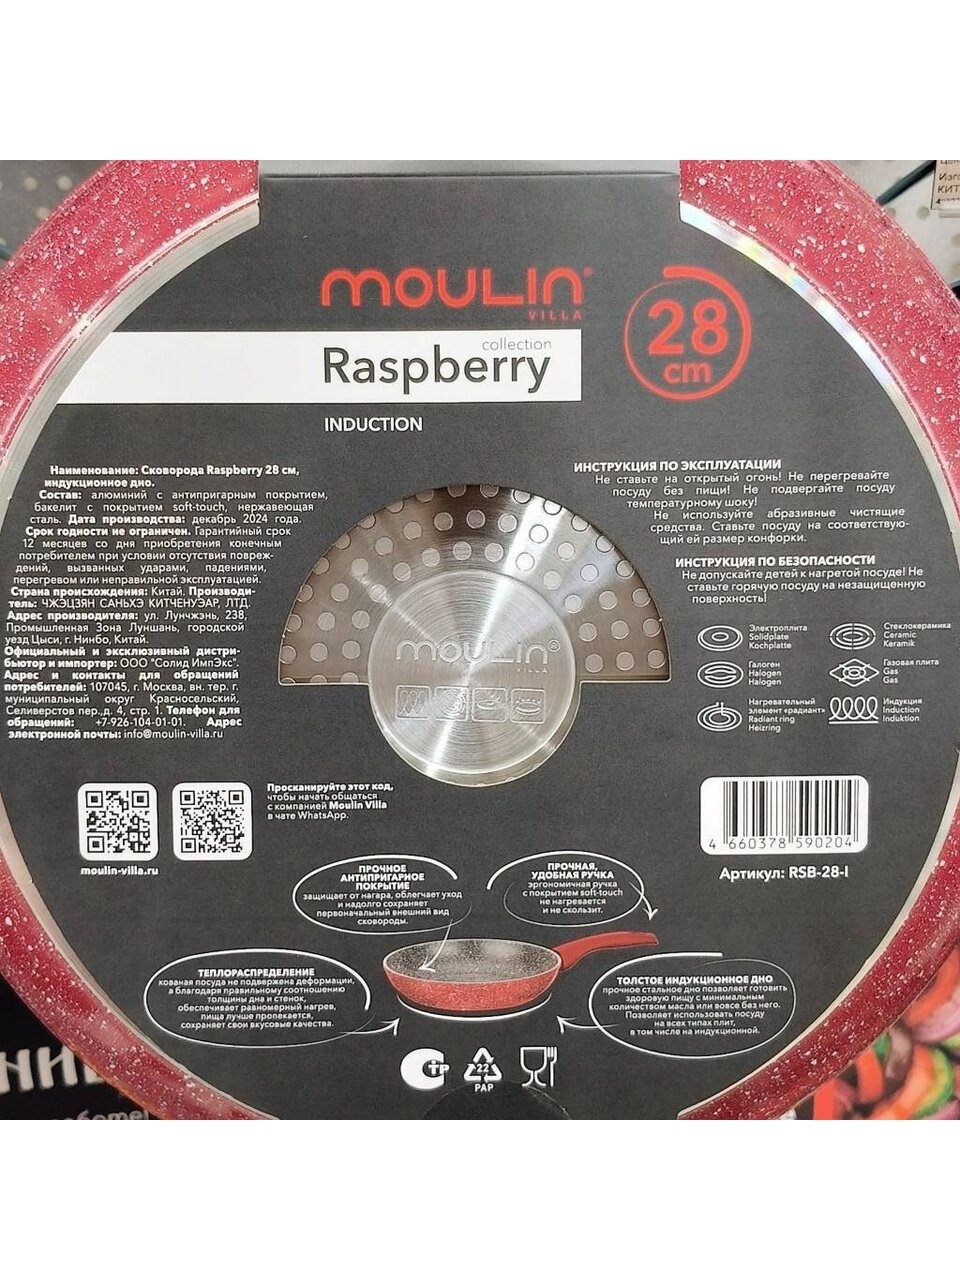 MOULIN
VILLA
collection
Raspberry
INDUCTION
28
cm
Наименование: Сковорода Raspberry 28 см,
индукционное дно.
Состав: алюминий с антипригарным покрытием,
бакелит с покрытием soft-touch, нержавеющая
сталь. Дата производства: декабрь 2024 года.
Срок годности не ограничен. Гарантийный срок
12 месяцев со дня приобретения конечным
потребителем при условии отсутствия повреж-
дений, вызванных ударами, падениями,
перегревом или неправильной эксплуатацией.
Страна происхождения: Китай. Производи-
тель: ЧЖЭЦЗЯН САНЬХЭ КИТЧЕНУЭАР, ЛТД.
Адрес производителя: ул. Лунчжэнь, 238,
Промышленная Зона Луншань, городской
уезд Цыси, г. Нинбо, Китай.
Официальный и эксклюзивный дистри-
бьютор и импортер: ООО "Солид ИмпЭкс".
Адрес и контакты для обращений
потребителей: 107045, г. Москва, вн. тер. г.
муниципальный округ Красносельский,
Селиверстов пер,д. 4, стр. 1. Телефон для
обращений: +7-926-104-01-01. Адрес
электронной почты: info@moulin-villa.ru
ИНСТРУКЦИЯ ПО ЭКСПЛУАТАЦИИ
Не ставьте на открытый огонь! Не перегревайте
посуду без пищи! Не подвергайте посуду
температурному шоку!
Не используйте абразивные чистящие
средства. Ставьте посуду на соответствую-
щий ей размер конфорки.
ИНСТРУКЦИЯ ПО БЕЗОПАСНОСТИ
Не допускайте детей к нагретой посуде! Не
ставьте горячую посуду на незащищенную
поверхность!
Электроплита
Solidplate
Kochplatte
Стеклокерамика
Ceramic
Keramik
Галоген
Halogen
Halogen
Газовая плита
Gas
Gas
Нагревательный
элемент «радиант»
Radiant ring
Heizring
Индукция
Induction
Induktion
MOULIN
VILLA
moulin-villa.ru
Просканируйте этот код,
чтобы начать общаться
с компанией Moulin Villa
в чате WhatsApp.
4 660378 590204
Артикул: RSB-28-I
ПРОЧНОЕ
АНТИПРИГАРНОЕ
ПОКРЫТИЕ
защищает от нагара, облегчает уход
и надолго сохраняет
первоначальный внешний вид
сковороды.
ПРОЧНАЯ,
УДОБНАЯ РУЧКА
эргономичная ручка
с покрытием soft-touch
не нагревается
и не скользит.
ТЕПЛОРАСПРЕДЕЛЕНИЕ
кованая посуда не подвержена деформации,
а благодаря правильному соотношению
толщины дна и стенок,
обеспечивает равномерный нагрев,
пища лучше пропекается,
сохраняет свои вкусовые качества.
ТОЛСТОЕ ИНДУКЦИОННОЕ ДНО
прочное стальное дно позволяет готовить
здоровую пищу с минимальным
количеством масла или вовсе без него.
Позволяет использовать посуду
на всех типах плит,
в том числе на индукционной.
22
PAP